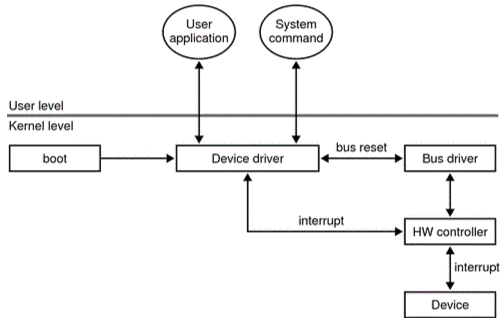 User
application
System
command
User level
Kernel level
boot
Device driver
bus reset
Bus driver
interrupt
HW controller
interrupt
Device